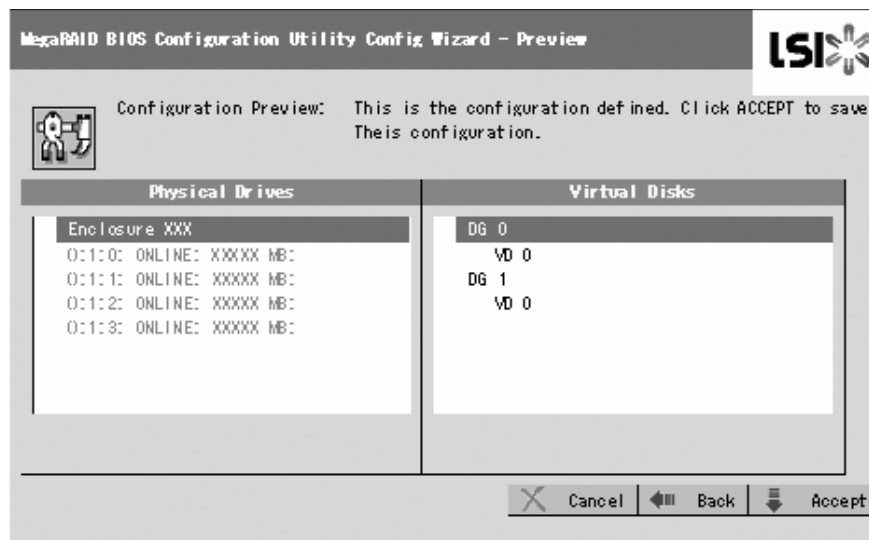 MegaRAID BIOS Configuration Utility Config Wizard - Preview
LSI
Configuration Preview: This is the configuration defined. Click ACCEPT to save
Theis configuration.
Physical Drives
Virtual Disks
Enclosure XXX
0:1:0: ONLINE: XXXXX MB:
0:1:1: ONLINE: XXXXX MB:
0:1:2: ONLINE: XXXXX MB:
0:1:3: ONLINE: XXXXX MB:
DG 0
VD 0
DG 1
VD 0
Cancel
Back
Accept